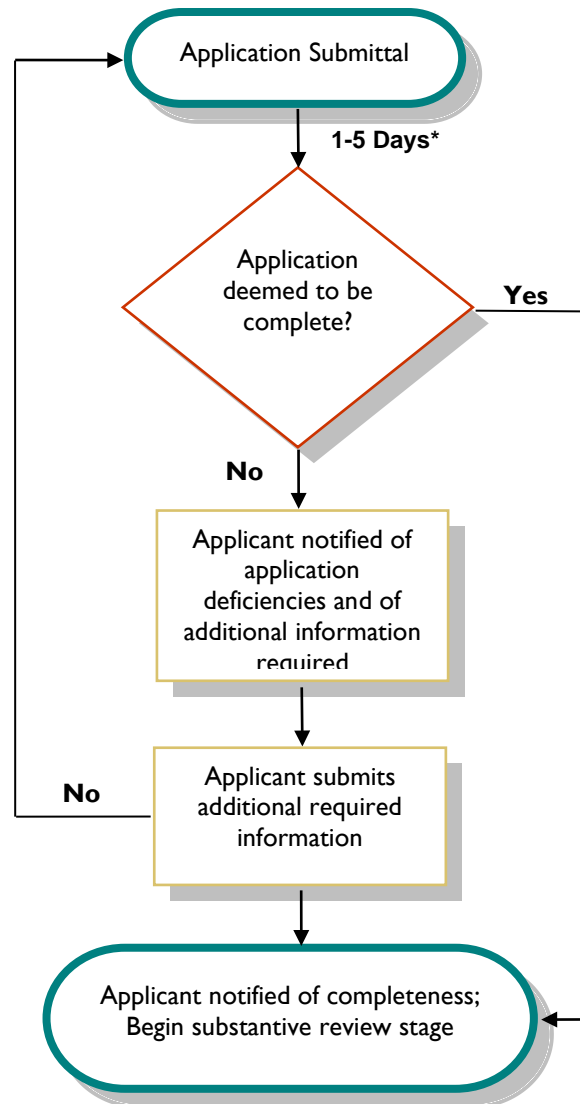 Application Submittal
1-5 Days*
Application
deemed to be
complete?
Yes
No
Applicant notified of
application
deficiencies and of
additional information
required
Applicant submits
additional required
information
No
Applicant notified of completeness;
Begin substantive review stage